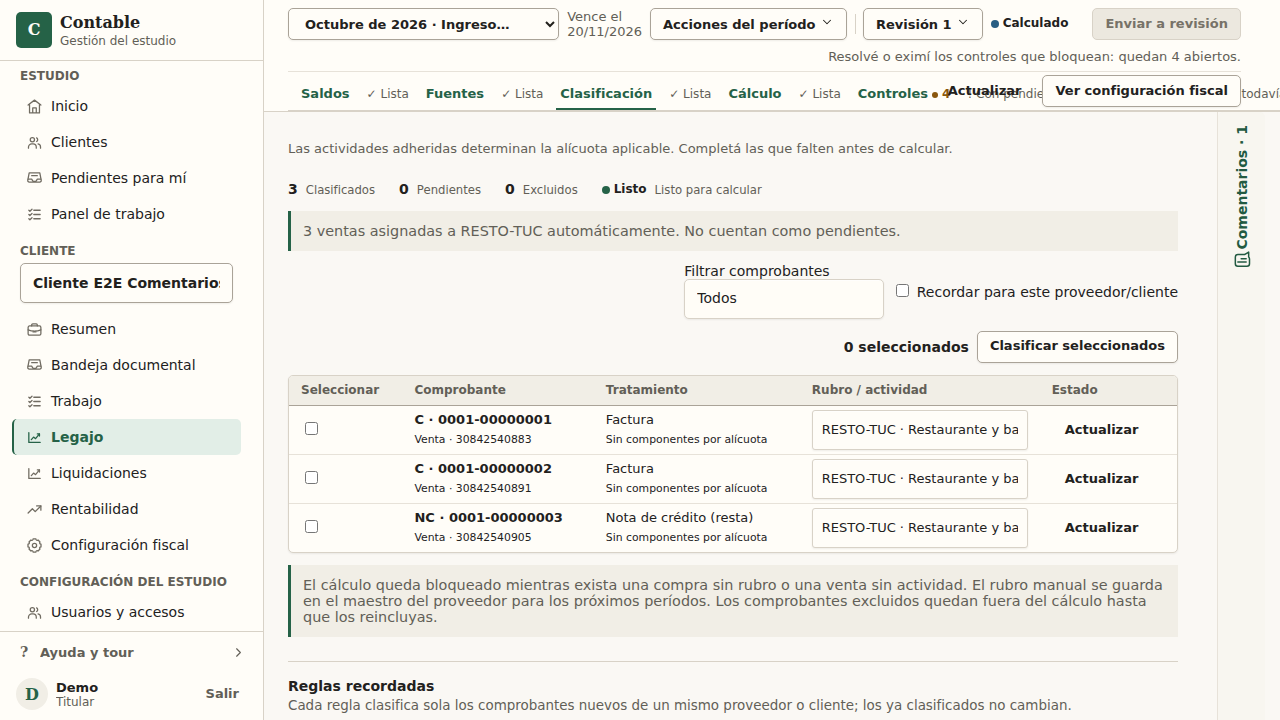 C Contable
Gestión del estudio
ESTUDIO
Inicio
Clientes
Pendientes para mí
Panel de trabajo
CLIENTE
Cliente E2E Comentarios
Resumen
Bandeja documental
Trabajo
Legajo
Liquidaciones
Rentabilidad
Configuración fiscal
CONFIGURACIÓN DEL ESTUDIO
Usuarios y accesos
? Ayuda y tour
D Demo
Titular
Salir
Octubre de 2026 · Ingreso…
Vence el
20/11/2026
Acciones del período
Revisión 1
Calculado
Enviar a revisión
Resolvé o eximí los controles que bloquean: quedan 4 abiertos.
Saldos ✓ Lista Fuentes ✓ Lista Clasificación ✓ Lista Cálculo ✓ Lista Controles 4
Actualizar Ver configuración fiscal
Las actividades adheridas determinan la alícuota aplicable. Completá las que falten antes de calcular.
3 Clasificados 0 Pendientes 0 Excluidos Listo Listo para calcular
3 ventas asignadas a RESTO-TUC automáticamente. No cuentan como pendientes.
Filtrar comprobantes
Todos
Recordar para este proveedor/cliente
0 seleccionados Clasificar seleccionados
Seleccionar Comprobante Tratamiento Rubro / actividad Estado
C · 0001-00000001 Factura RESTO-TUC · Restaurante y ba Actualizar
Venta · 30842540883 Sin componentes por alícuota
C · 0001-00000002 Factura RESTO-TUC · Restaurante y ba Actualizar
Venta · 30842540891 Sin componentes por alícuota
NC · 0001-00000003 Nota de crédito (resta) RESTO-TUC · Restaurante y ba Actualizar
Venta · 30842540905 Sin componentes por alícuota
El cálculo queda bloqueado mientras exista una compra sin rubro o una venta sin actividad. El rubro manual se guarda
en el maestro del proveedor para los próximos períodos. Los comprobantes excluidos quedan fuera del cálculo hasta
que los reincluyas.
Reglas recordadas
Cada regla clasifica sola los comprobantes nuevos de un mismo proveedor o cliente; los ya clasificados no cambian.
Comentarios · 1